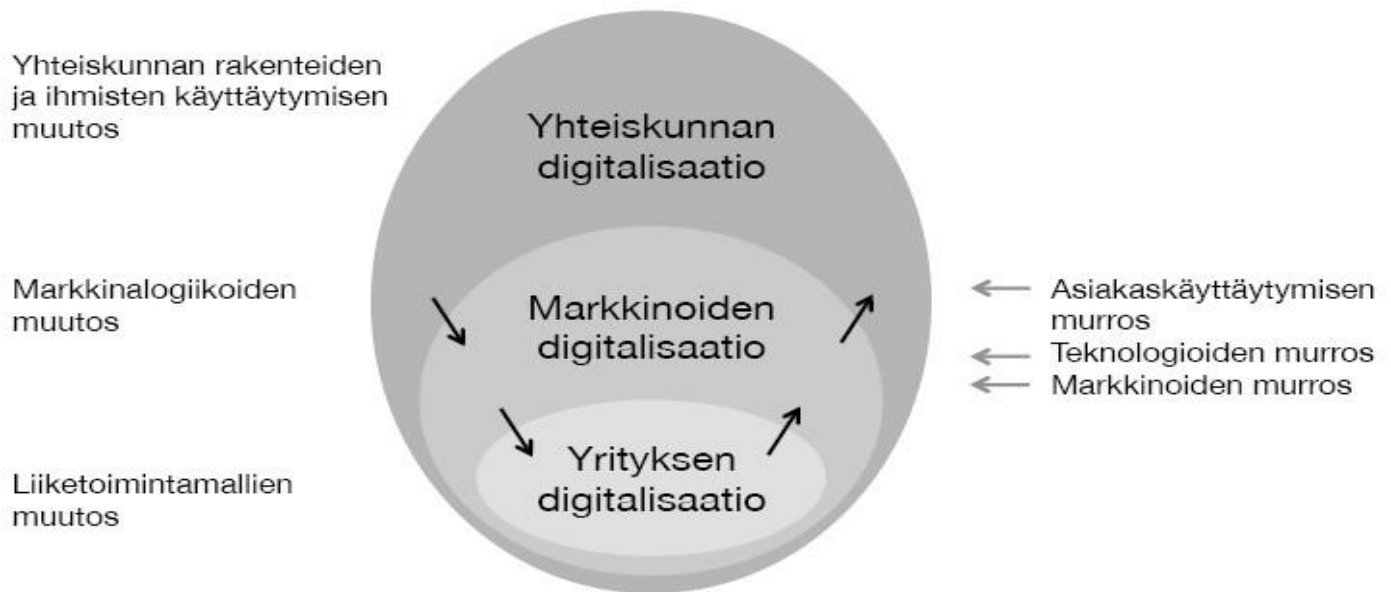 Yhteiskunnan rakenteiden
ja ihmisten käyttäytymisen
muutos
Yhteiskunnan
digitalisaatio
Markkinalogiikoiden
muutos
Markkinoiden
digitalisaatio
Asiakaskäyttäytymisen
murros
Teknologioiden murros
Markkinoiden murros
Liiketoimintamallien
muutos
Yrityksen
digitalisaatio